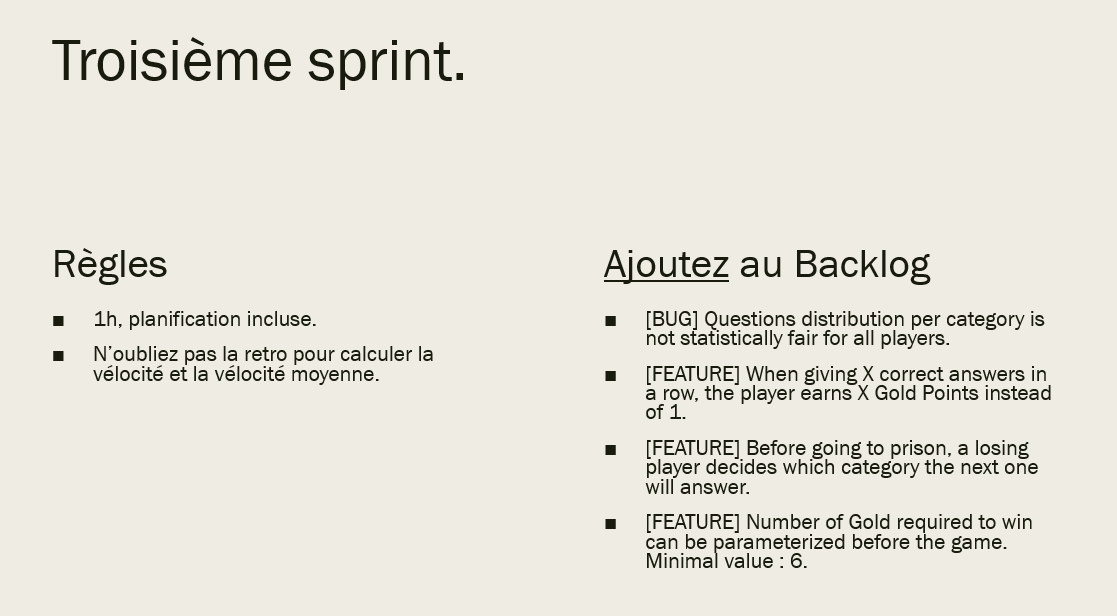 Troisième sprint.
Règles
■ 1h, planification incluse.
■ N’oubliez pas la retro pour calculer la
vélocité et la vélocité moyenne.
Ajoutez au Backlog
■ [BUG] Questions distribution per category is
not statistically fair for all players.
■ [FEATURE] When giving X correct answers in
a row, the player earns X Gold Points instead
of 1.
■ [FEATURE] Before going to prison, a losing
player decides which category the next one
will answer.
■ [FEATURE] Number of Gold required to win
can be parameterized before the game.
Minimal value : 6.